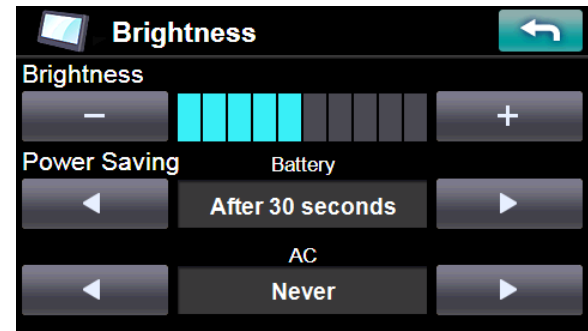 Brightness
Brightness
− +
Power Saving
Battery
After 30 seconds
AC
Never